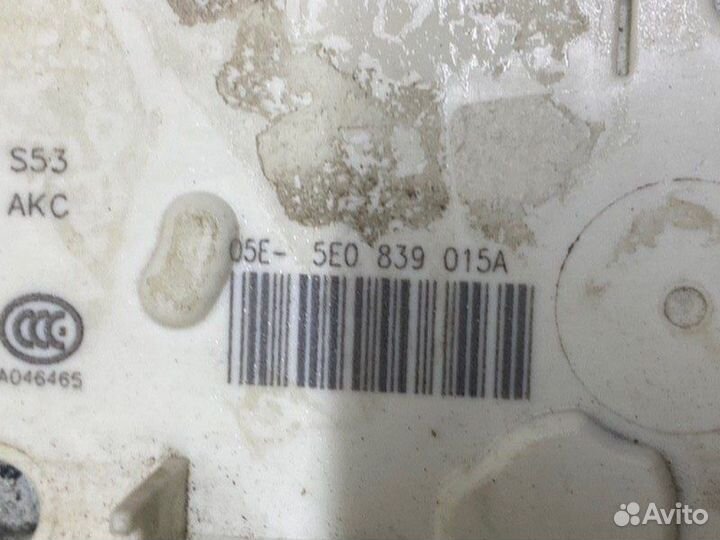 S53
AKC
05E- 5E0 839 015A
CCC
A046465
Avito